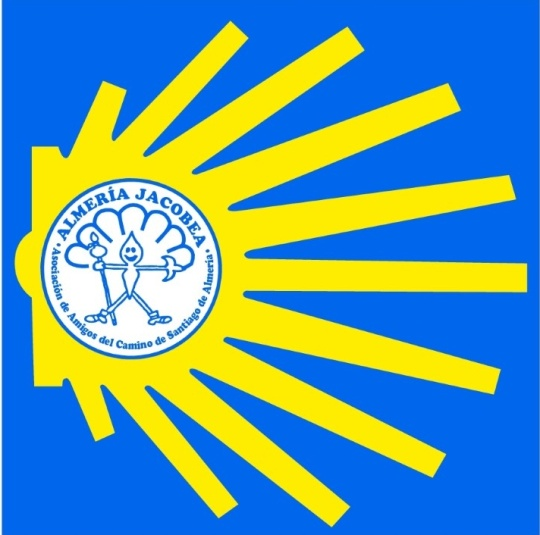 ALMERÍA JACOBEA
Asociación de Amigos del Camino de Santiago de Almería